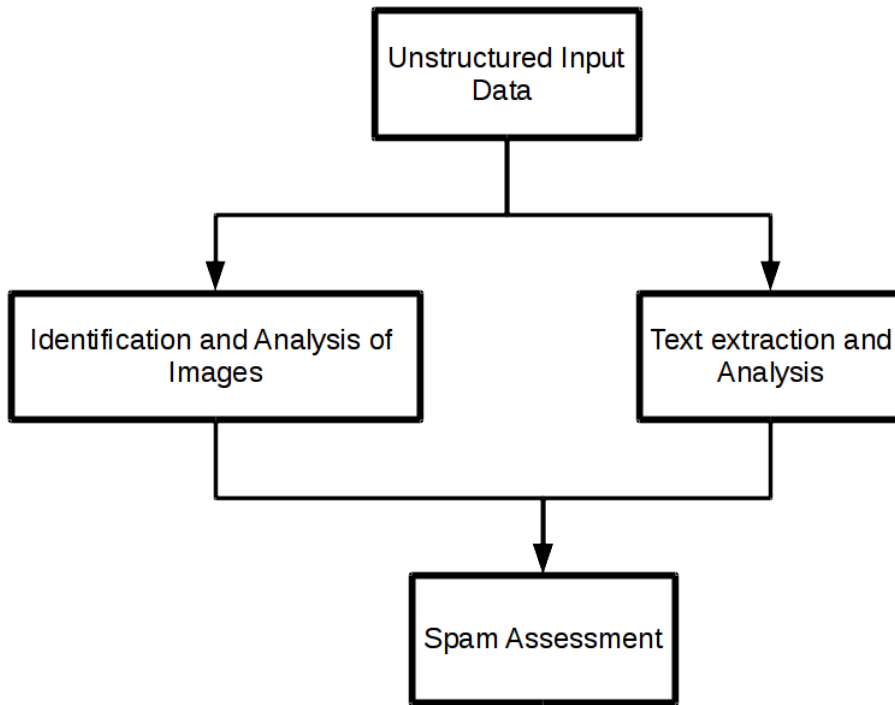 Unstructured Input
Data
Identification and Analysis of
Images
Text extraction and
Analysis
Spam Assessment